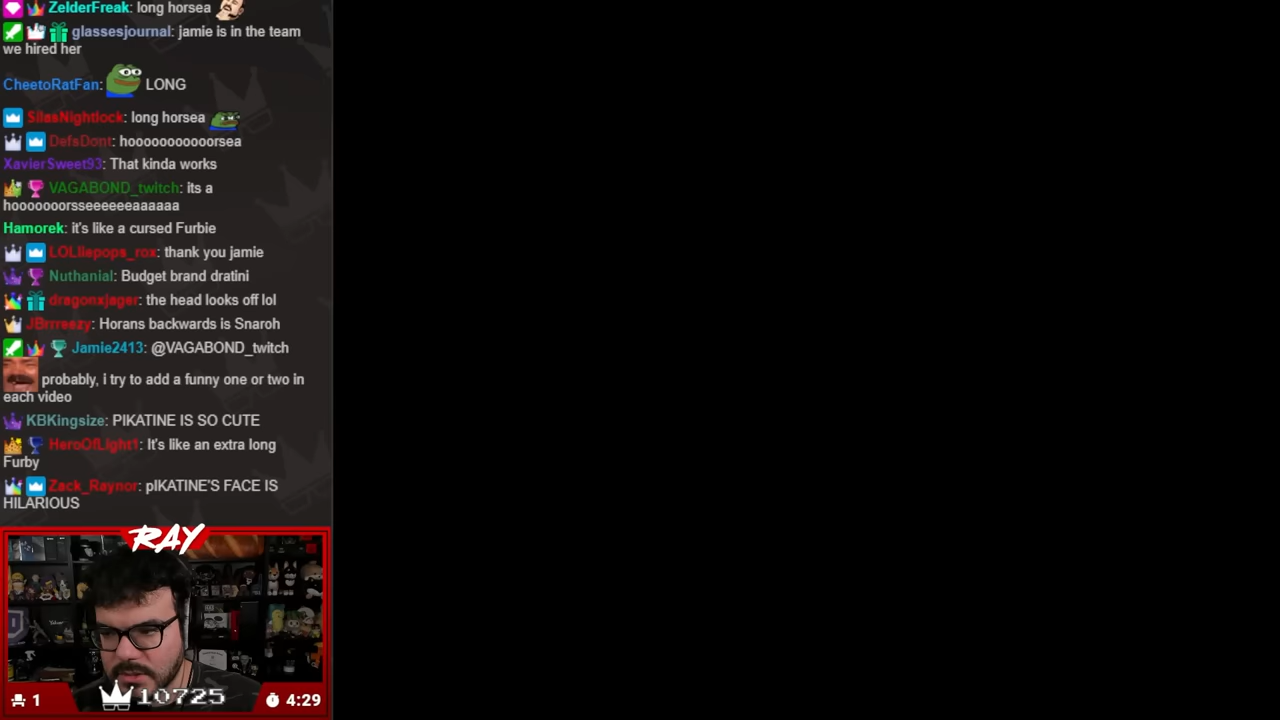 ZelderFreak: long horsea
glassesjournal: jamie is in the team
we hired her
CheetoRatFan: LONG
SilasNightlock: long horsea
DefsDont: hooooooooooorsea
XavierSweet93: That kinda works
VAGABOND_twitch: its a
hooooooorsseeeeeeaaaaaa
Hamorek: it's like a cursed Furbie
LOLliepops_rox: thank you jamie
Nuthanial: Budget brand dratini
dragonxjager: the head looks off lol
JBrrreezy: Horans backwards is Snaroh
Jamie2413: @VAGABOND_twitch
probably, i try to add a funny one or two in
each video
KBKingsize: PIKATINE IS SO CUTE
HeroOfLight1: It's like an extra long
Furby
Zack_Raynor: pIKATINE'S FACE IS
HILARIOUS
RAY
1
10725
4:29